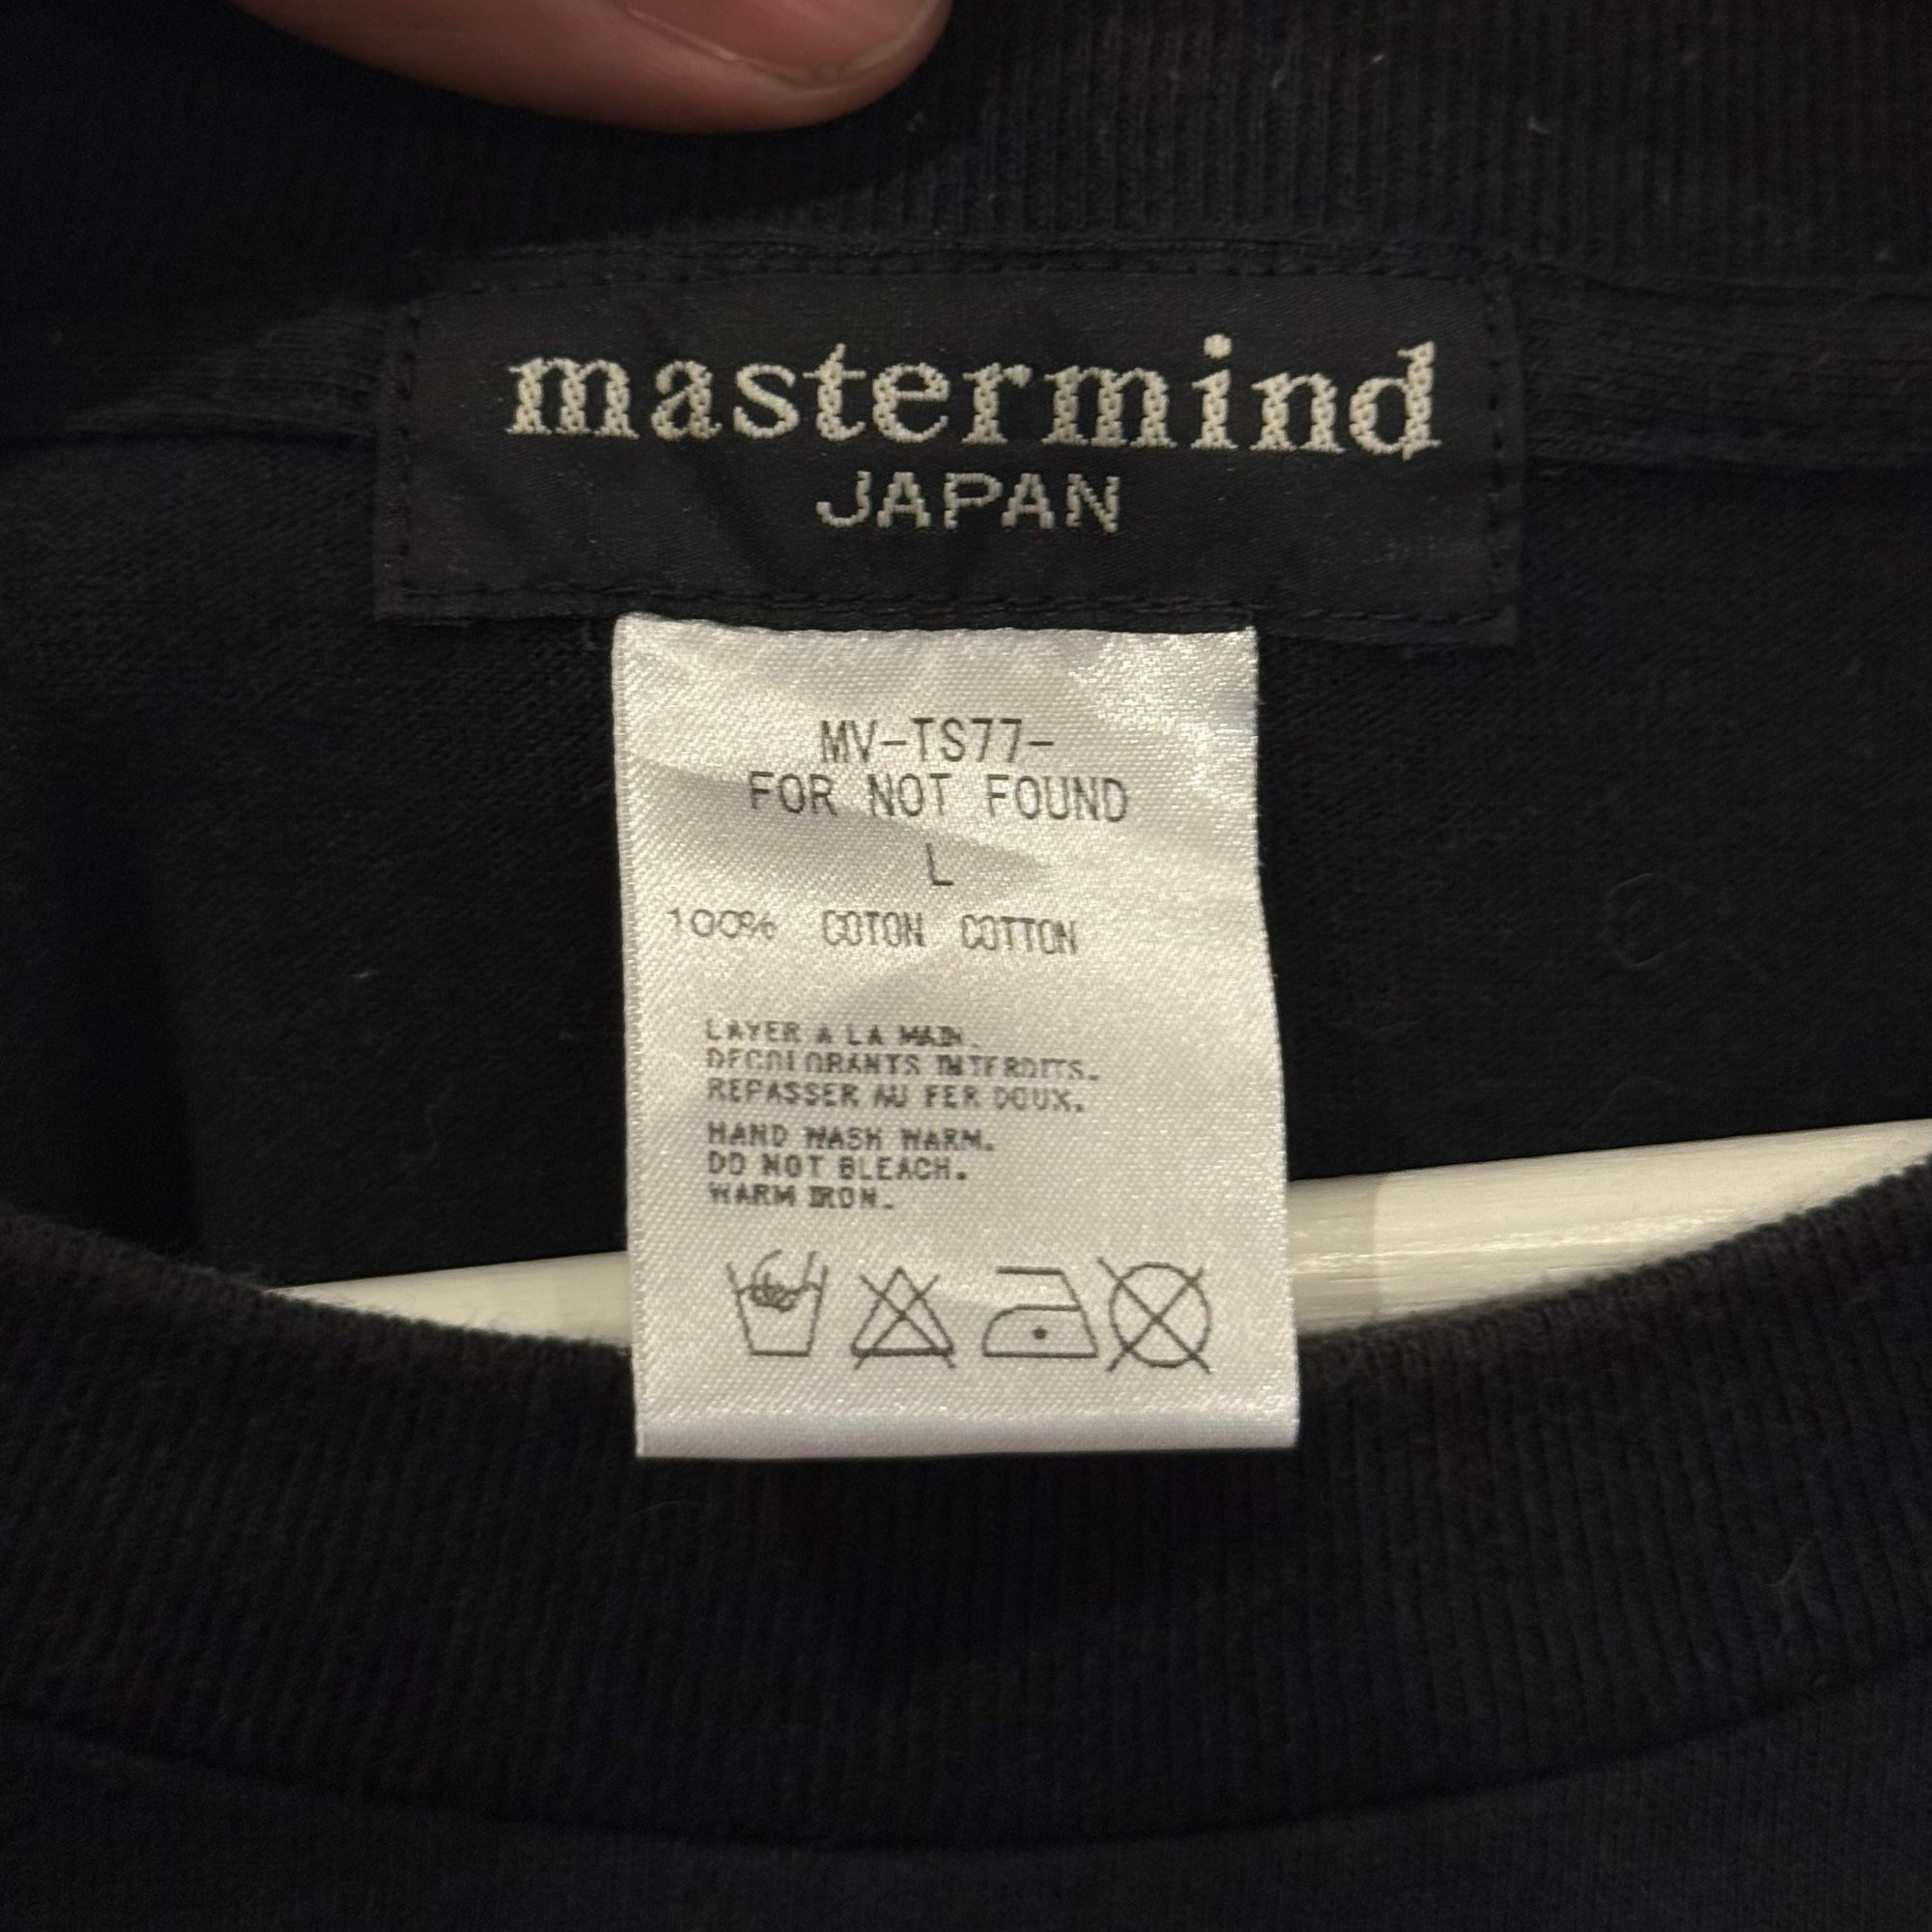 mastermind
JAPAN
MV-TS77-
FOR NOT FOUND
L
100% COTON COTTON
LAYER A LA MAIN.
DECOLORANTS INTERDITS.
REPASSER AU FER DOUX.
HAND WASH WARM.
DO NOT BLEACH.
WARM IRON.